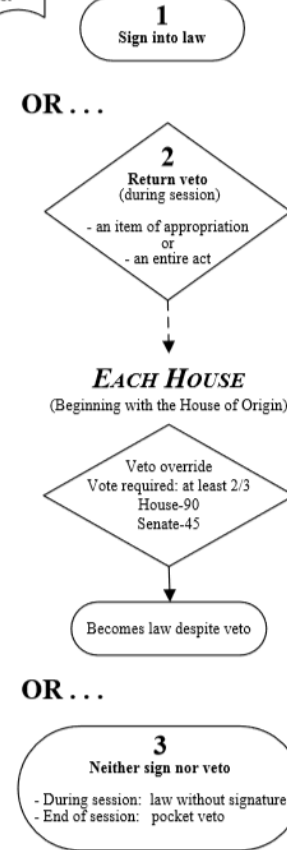 1
Sign into law
OR . . .
2
Return veto
(during session)
- an item of appropriation
or
- an entire act
EACH HOUSE
(Beginning with the House of Origin)
Veto override
Vote required: at least 2/3
House-90
Senate-45
Becomes law despite veto
OR . . .
3
Neither sign nor veto
- During session: law without signature
- End of session: pocket veto